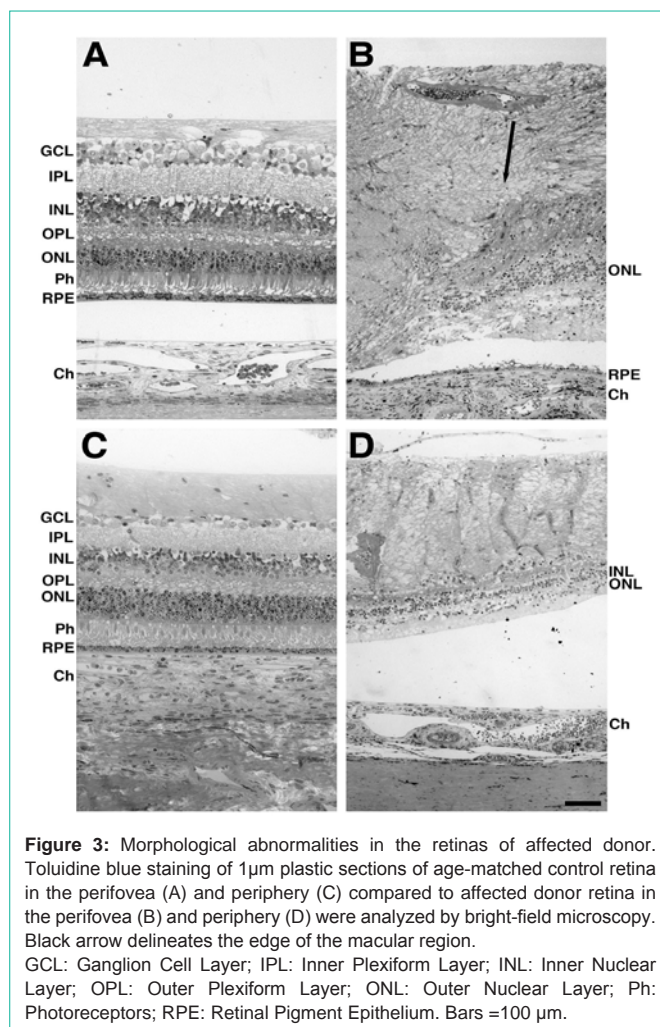 A
GCL
IPL
INL
OPL
ONL
Ph
RPE
Ch
B
ONL
RPE
Ch
C
GCL
IPL
INL
OPL
ONL
Ph
RPE
Ch
D
INL
ONL
Ch
Figure 3: Morphological abnormalities in the retinas of affected donor.
Toluidine blue staining of 1µm plastic sections of age-matched control retina
in the perifovea (A) and periphery (C) compared to affected donor retina in
the perifovea (B) and periphery (D) were analyzed by bright-field microscopy.
Black arrow delineates the edge of the macular region.
GCL: Ganglion Cell Layer; IPL: Inner Plexiform Layer; INL: Inner Nuclear
Layer; OPL: Outer Plexiform Layer; ONL: Outer Nuclear Layer; Ph:
Photoreceptors; RPE: Retinal Pigment Epithelium. Bars =100 µm.